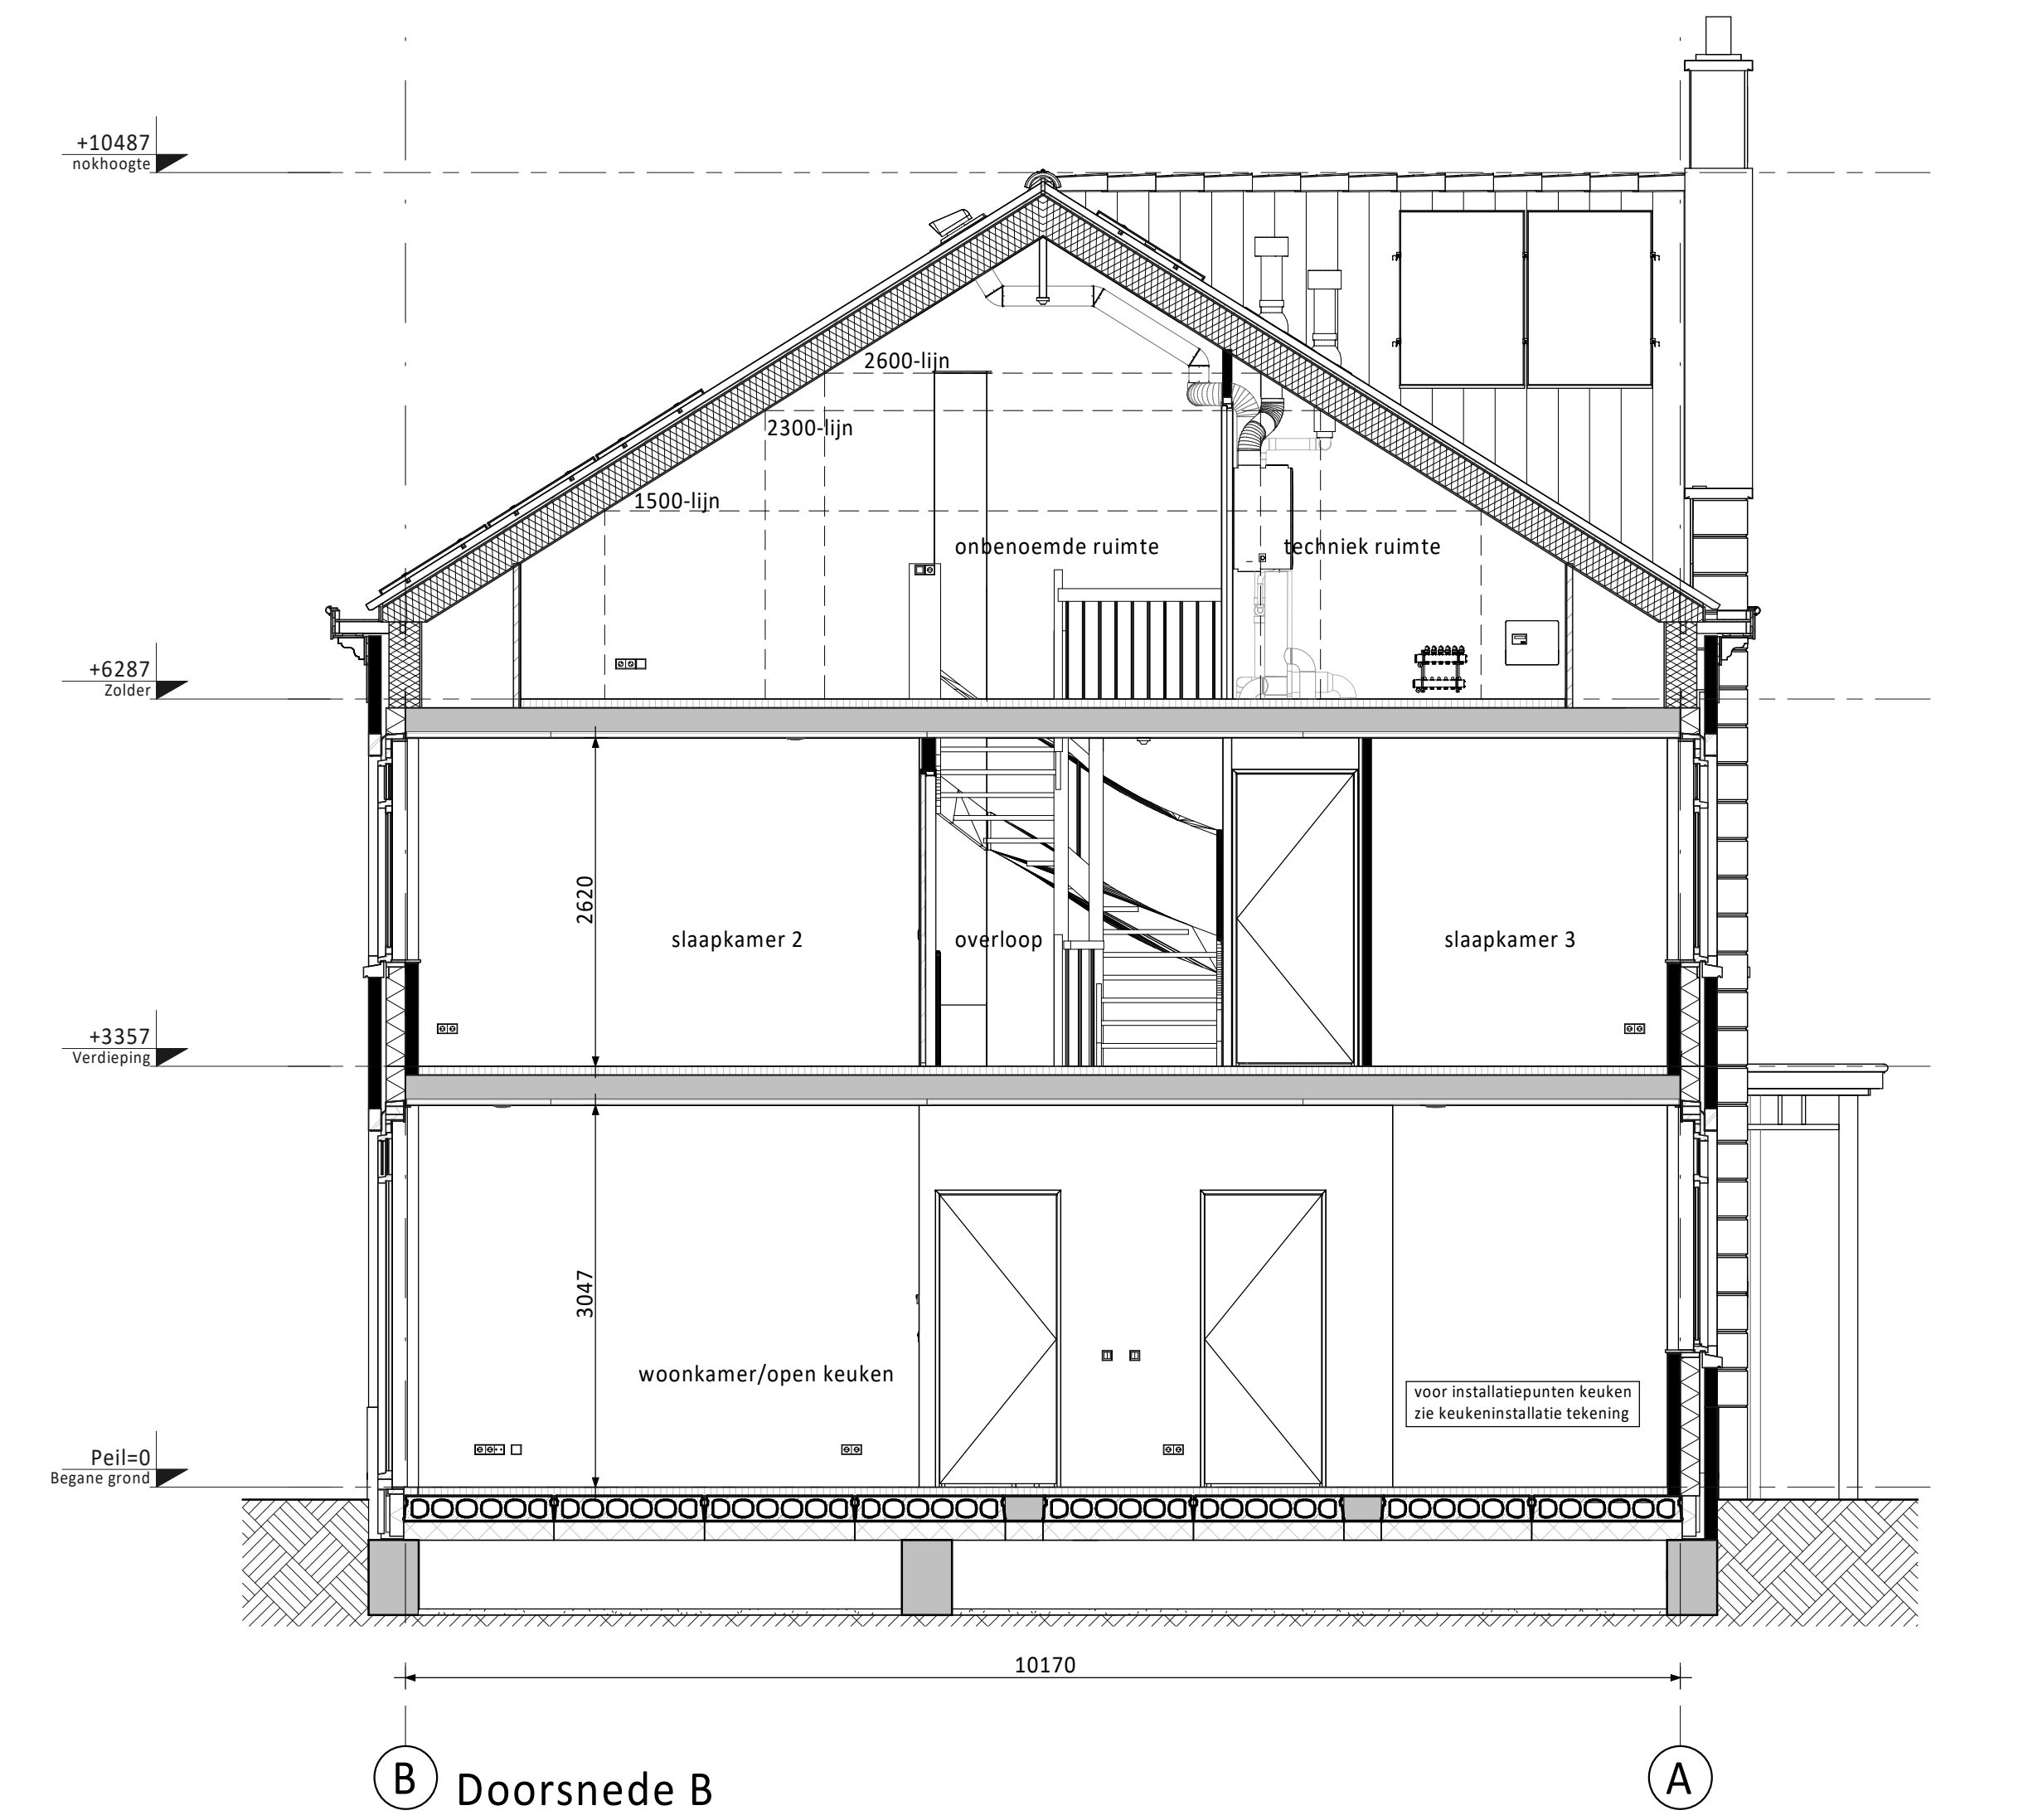 +10487
nokhoogte
2600-lijn
2300-lijn
1500-lijn
onbenoemde ruimte
techniek ruimte
+6287
Zolder
2620
slaapkamer 2
overloop
slaapkamer 3
+3357
Verdieping
3047
woonkamer/open keuken
voor installatiepunten keuken
zie keukeninstallatie tekening
Peil=0
Begane grond
10170
B
Doorsnede B
A